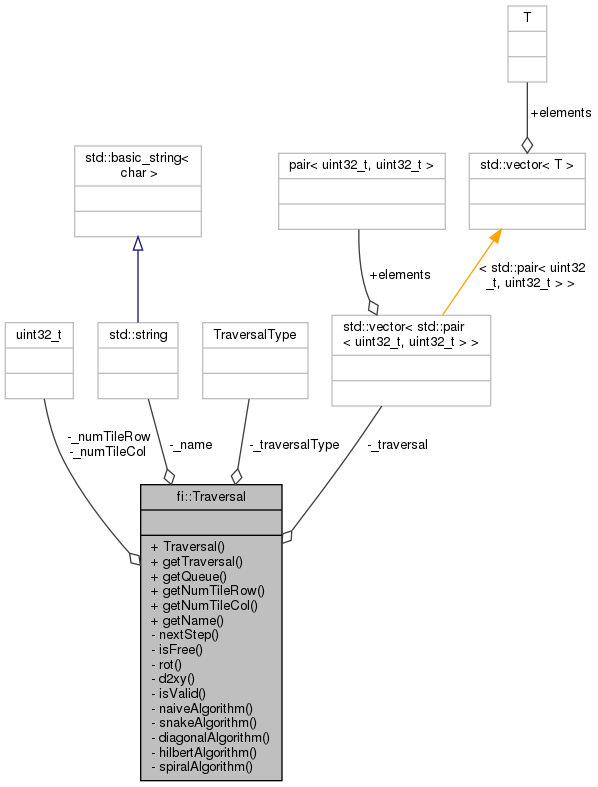 T
+elements
std::basic_string<
char >
pair< uint32_t, uint32_t >
std::vector< T >
+elements
< std::pair< uint32
_t, uint32_t > >
uint32_t
std::string
TraversalType
std::vector< std::pair
< uint32_t, uint32_t > >
-_numTileRow
-_numTileCol
-_name
-_traversalType
-_traversal
fi::Traversal
+ Traversal()
+ getTraversal()
+ getQueue()
+ getNumTileRow()
+ getNumTileCol()
+ getName()
- nextStep()
- isFree()
- rot()
- d2xy()
- isValid()
- naiveAlgorithm()
- snakeAlgorithm()
- diagonalAlgorithm()
- hilbertAlgorithm()
- spiralAlgorithm()